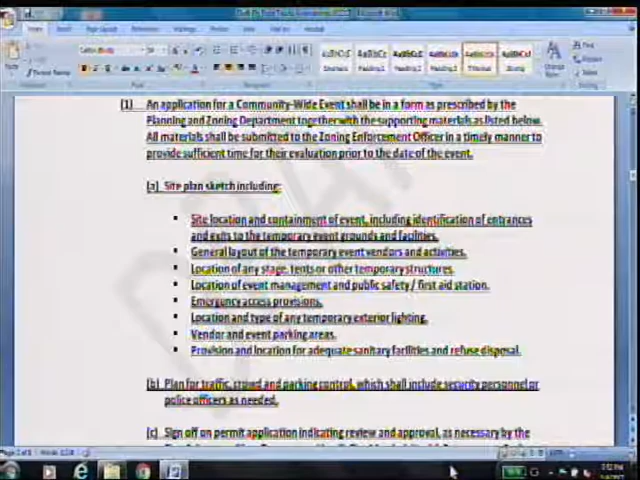 (1) An application for a Community-Wide Event shall be in a form as prescribed by the
Planning and Zoning Department together with the supporting materials as listed below.
All materials shall be submitted to the Zoning Enforcement Officer in a timely manner to
provide sufficient time for their evaluation prior to the date of the event.
(a) Site plan sketch including:
Site location and containment of event, including identification of entrances
and exits to the temporary event grounds and facilities.
General layout of the temporary event vendors and activities.
Location of any stage, tents or other temporary structures.
Location of event management and public safety / first aid station.
Emergency access provisions.
Location and type of any temporary exterior lighting.
Vendor and event parking areas.
Provision and location for adequate sanitary facilities and refuse disposal.
(b) Plan for traffic, crowd and parking control, which shall include security personnel or
police officers as needed.
(c) Sign off on permit application indicating review and approval, as necessary by the